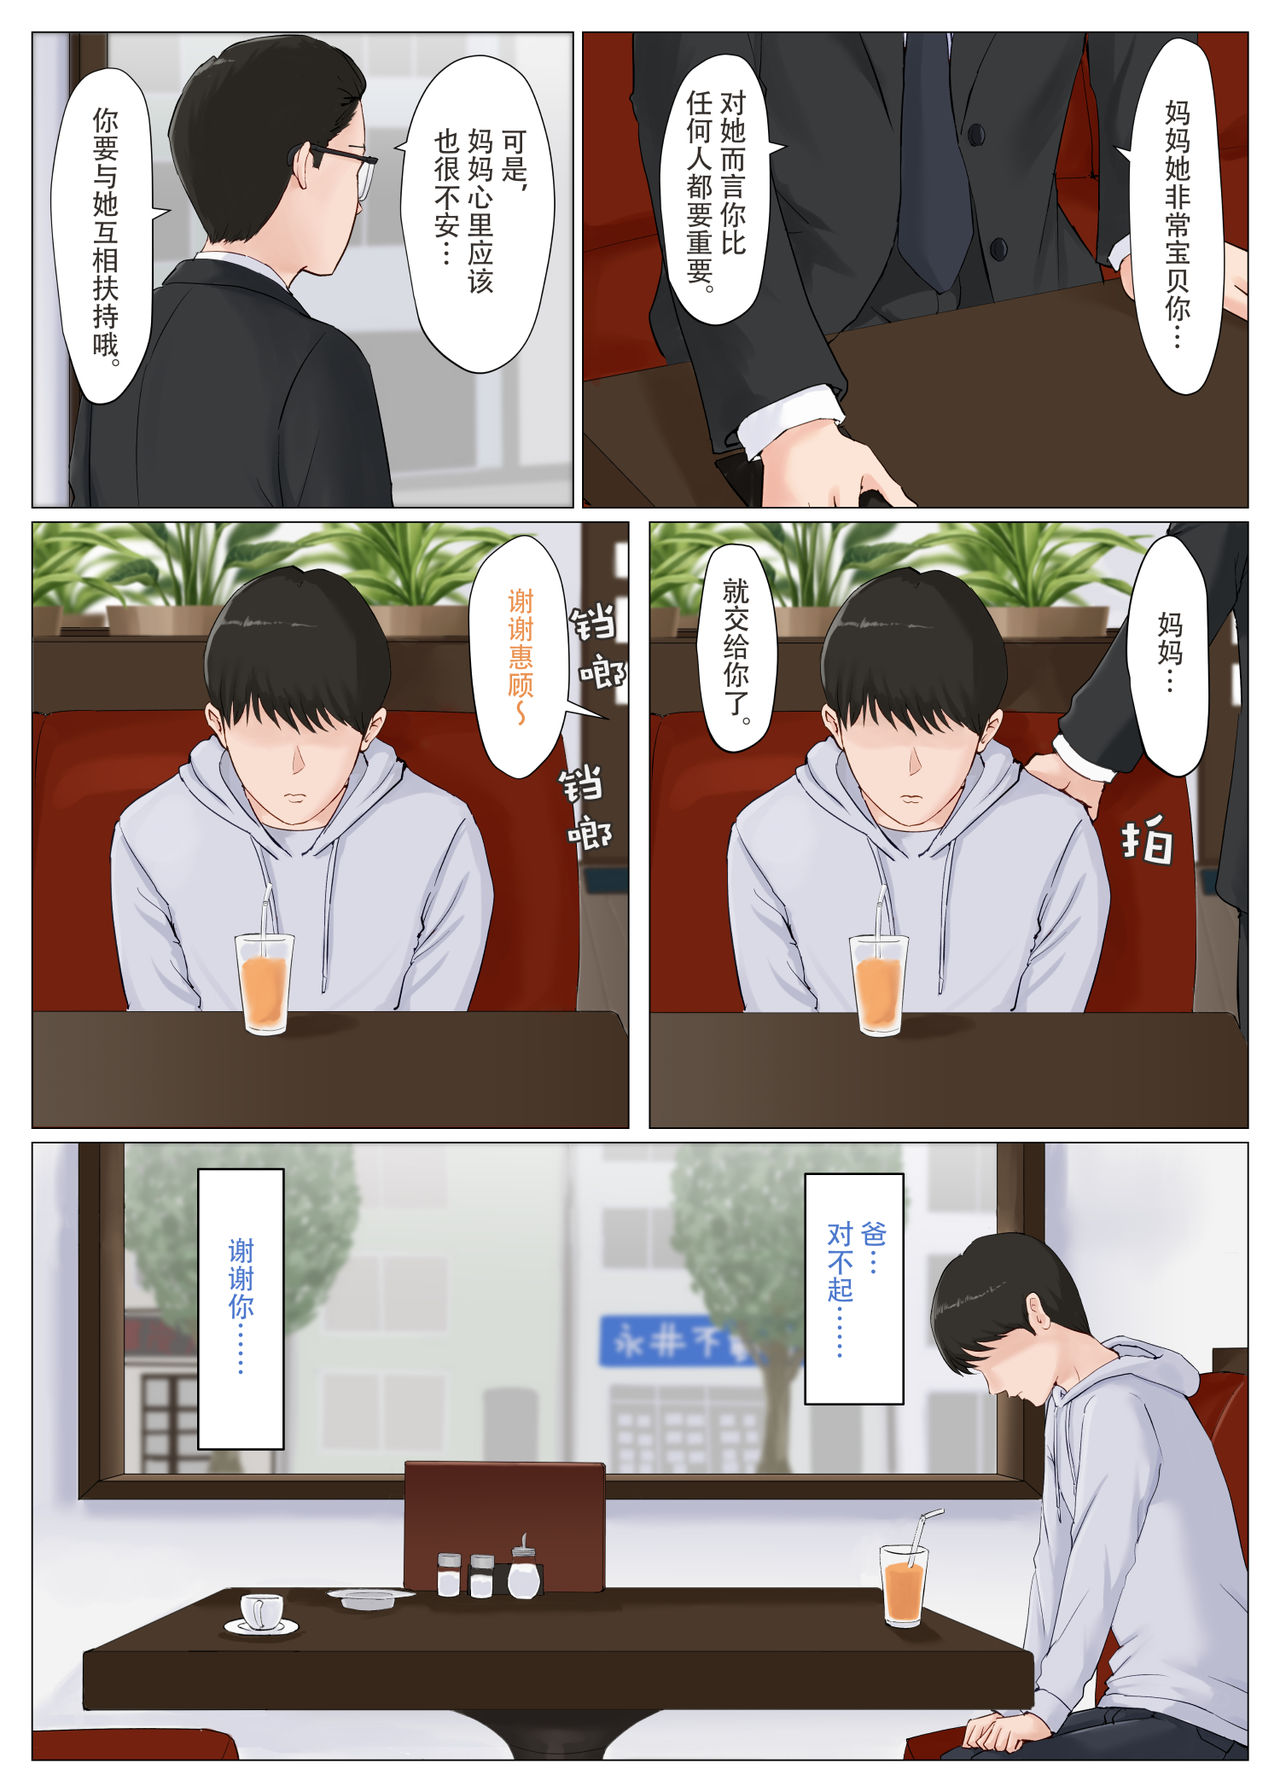 妈妈她非常宝贝你…
对她而言你比
任何人都要重要。
可是,
妈妈心里应该
也很不安…
你要与她互相扶持哦。
妈妈…
拍
就交给你了。
谢谢惠顾～
铛
啷
铛
啷
爸…
对不起……
谢谢你……
永井不